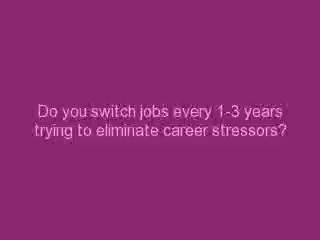 Do you switch jobs every 1-3 years
trying to eliminate career stressors?